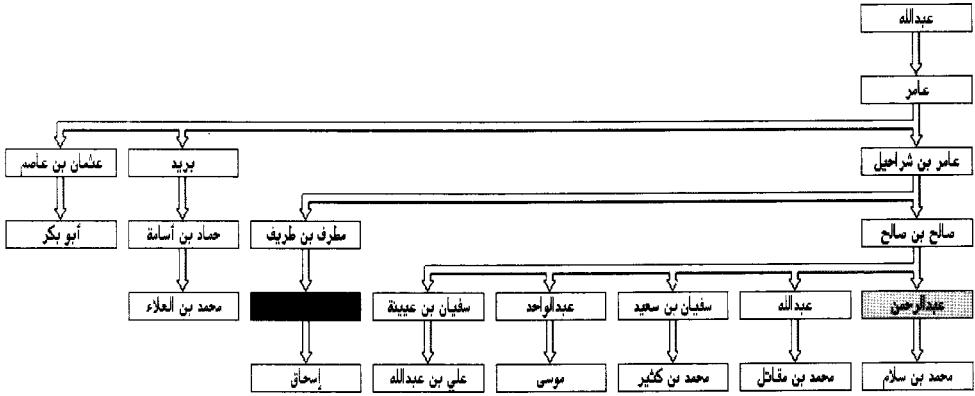 عبدالله
عامر
عامر بن شراحيل
بريد
عثمان بن عاصم
صالح بن صالح
مطرف بن طريف
حماد بن أسامة
أبو بكر
عبدالرحمن
عبدالله
سفيان بن سعيد
عبدالواحد
سفيان بن عيينة
محمد بن العلاء
محمد بن سلام
محمد بن مقاتل
محمد بن كثير
موسى
علي بن عبدالله
إسحاق